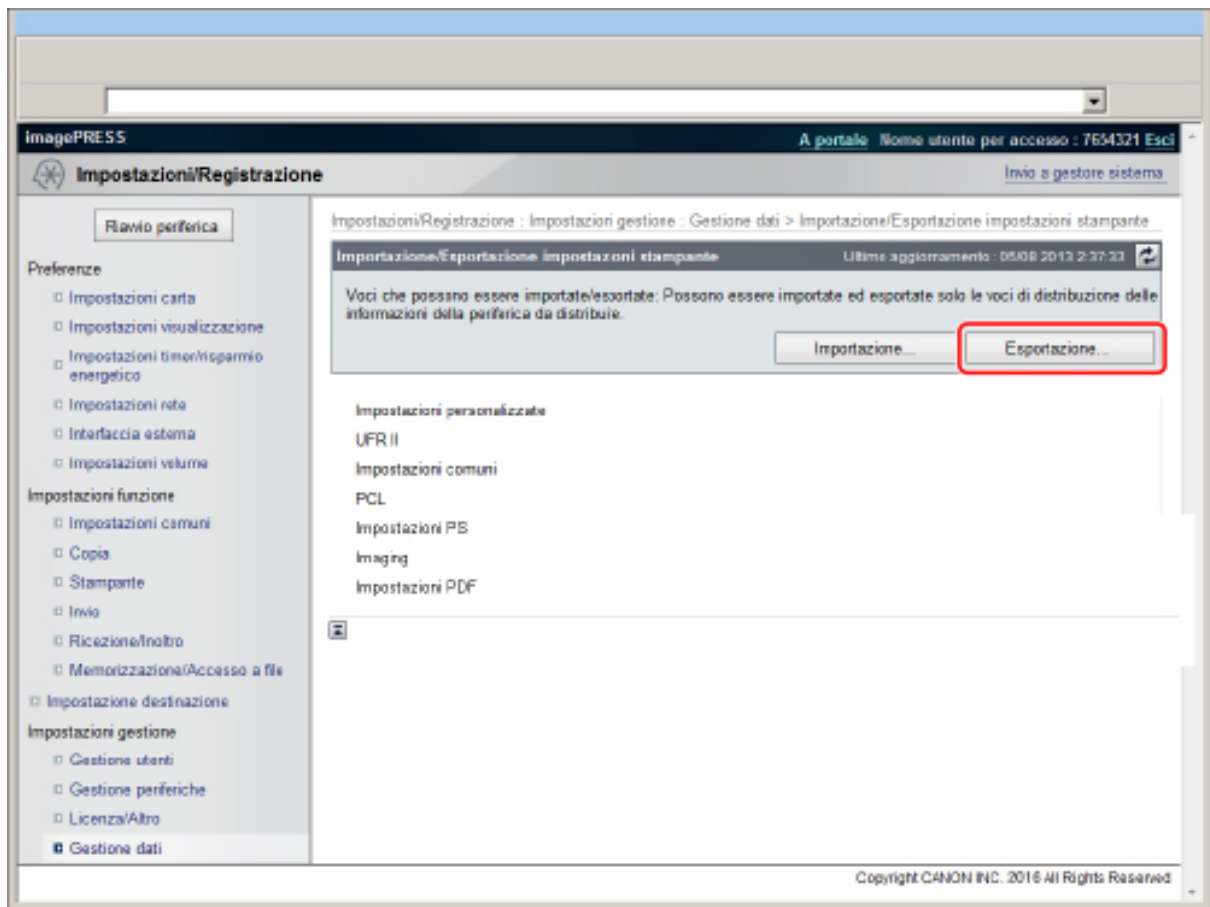 imagePRESS
A portale Nome utente per accesso : 7654321 Esci
Impostazioni/Registrazione
Invio a gestore sistema
Riavvio periferica
Preferenze
Impostazioni carta
Impostazioni visualizzazione
Impostazioni timer/risparmio
energetico
Impostazioni rete
Interfaccia esterna
Impostazioni volume
Impostazioni funzione
Impostazioni comuni
Copia
Stampante
Invio
Ricezione/Inoltro
Memorizzazione/Accesso a file
Impostazione destinazione
Impostazioni gestione
Gestione utenti
Gestione periferiche
Licenza/Altro
Gestione dati
Impostazioni/Registrazione : Impostazioni gestione : Gestione dati > Importazione/Esportazione impostazioni stampante
Importazione/Esportazione impostazoni stampante
Ultimo aggiornamento : 05/08 2013 2:37:33
Voci che possono essere importate/esportate: Possono essere importate ed esportate solo le voci di distribuzione delle
informazioni della periferica da distribuie.
Importazione...
Esportazione...
Impostazioni personalizzate
UFR II
Impostazioni comuni
PCL
Impostazioni PS
Imaging
Impostazioni PDF
Copyright CANON INC. 2016 All Rights Reserved